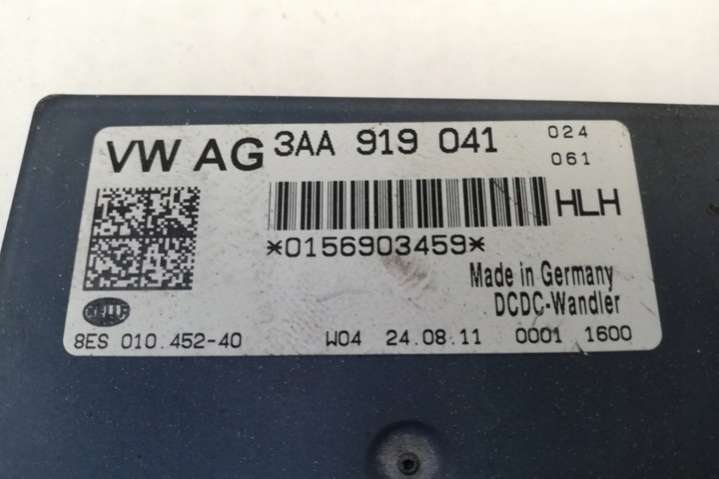 VW AG 3AA 919 041 024
061
HLH
*0156903459*
Made in Germany
DCDC-Wandler
HELLA
8ES 010.452-40 W04 24.08.11 0001 1600